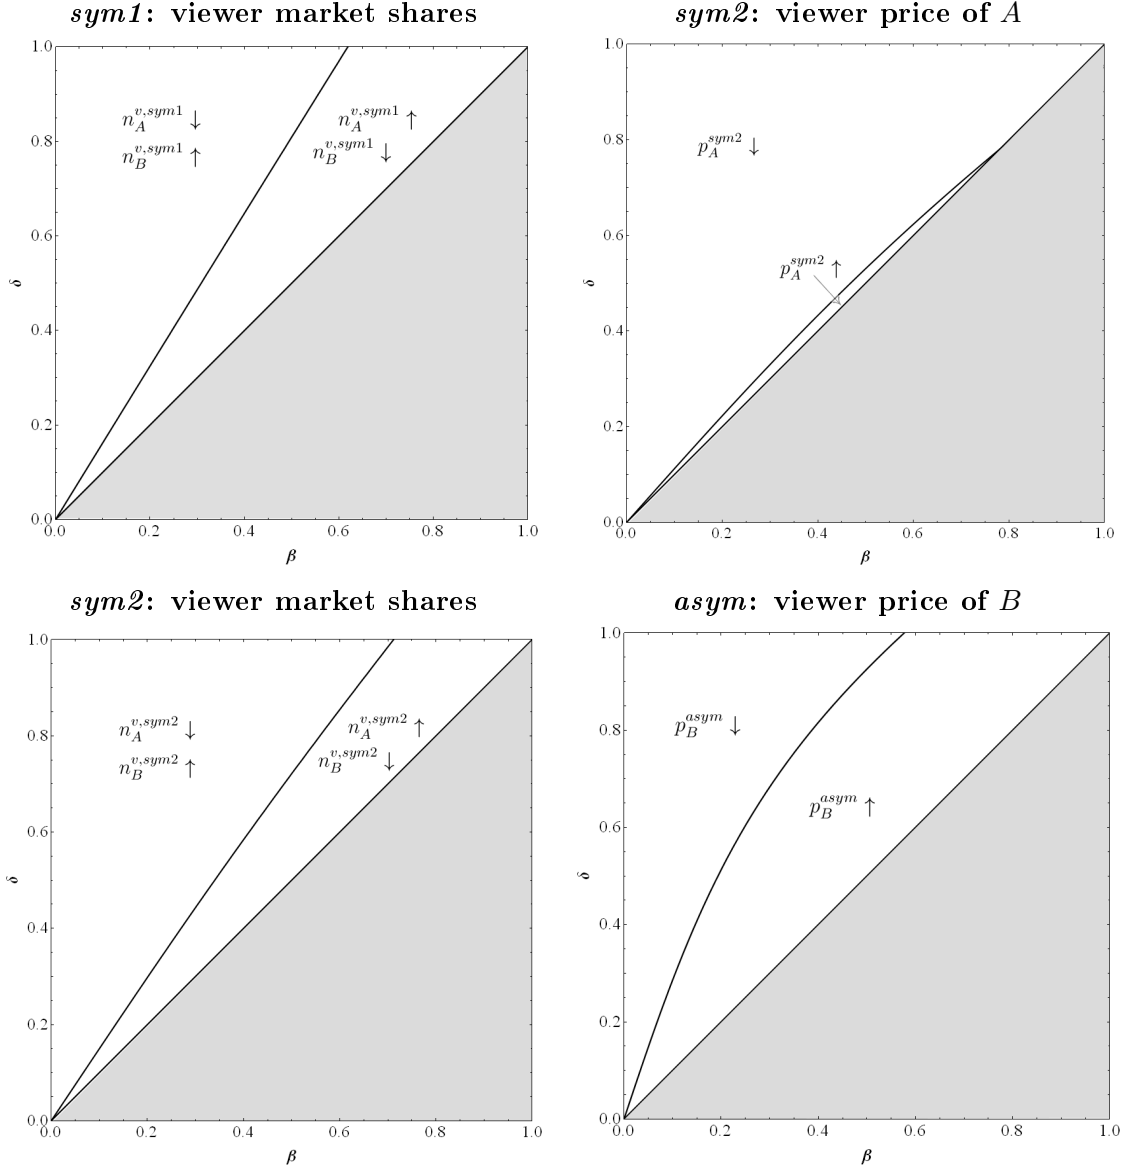 sym1: viewer market shares
1.0
0.8
0.6
0.4
0.2
0.0
δ
n_A^{v,sym1} ↓
n_B^{v,sym1} ↑
n_A^{v,sym1} ↑
n_B^{v,sym1} ↓
0.0 0.2 0.4 0.6 0.8 1.0
β
sym2: viewer price of A
1.0
0.8
0.6
0.4
0.2
0.0
δ
p_A^{sym2} ↓
p_A^{sym2} ↑
0.0 0.2 0.4 0.6 0.8 1.0
β
sym2: viewer market shares
1.0
0.8
0.6
0.4
0.2
0.0
δ
n_A^{v,sym2} ↓
n_B^{v,sym2} ↑
n_A^{v,sym2} ↑
n_B^{v,sym2} ↓
0.0 0.2 0.4 0.6 0.8 1.0
β
asym: viewer price of B
1.0
0.8
0.6
0.4
0.2
0.0
δ
p_B^{asym} ↓
p_B^{asym} ↑
0.0 0.2 0.4 0.6 0.8 1.0
β